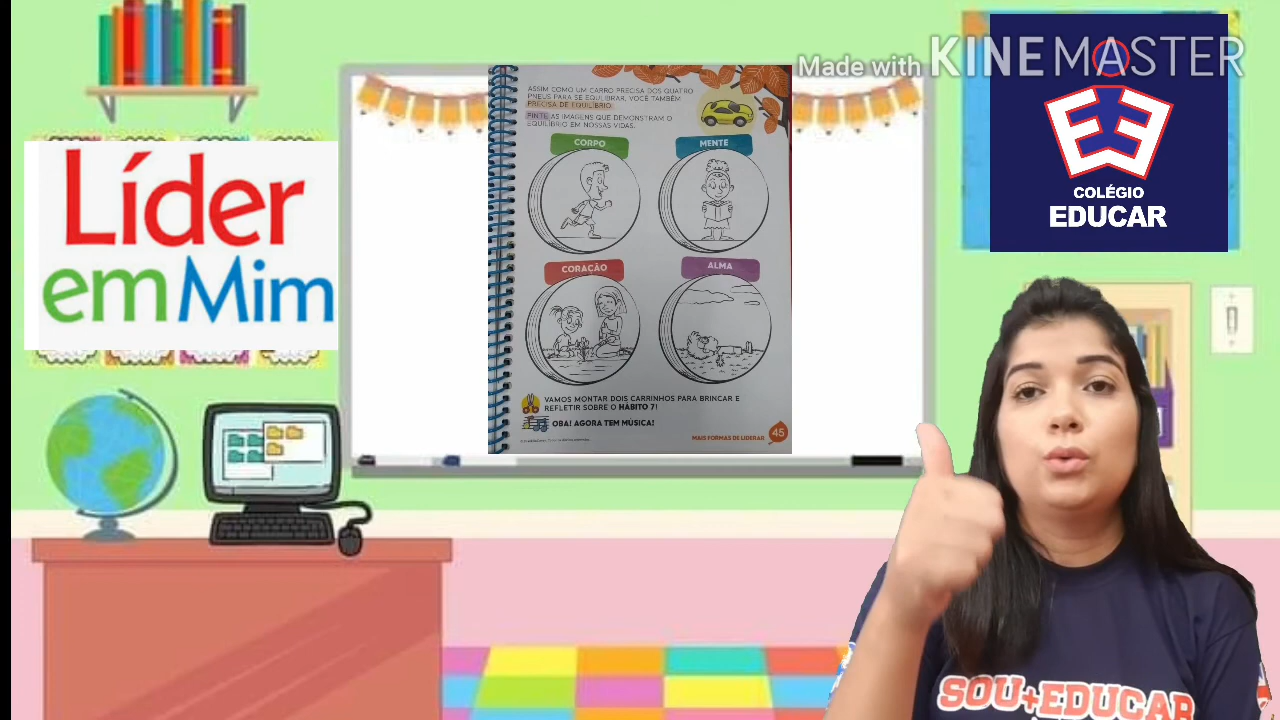 Made with KINEMASTER
Líder
em Mim
ASSIM COMO UM CARRO PRECISA DOS QUATRO
PNEUS PARA SE EQUILIBRAR, VOCÊ TAMBÉM
PRECISA DE EQUILÍBRIO.
PINTE AS IMAGENS QUE DEMONSTRAM O
EQUILÍBRIO EM NOSSAS VIDAS.
CORPO
MENTE
CORAÇÃO
ALMA
VAMOS MONTAR DOIS CARRINHOS PARA BRINCAR E
REFLETIR SOBRE O HÁBITO 7!
OBA! AGORA TEM MÚSICA!
MAIS FORMAS DE LIDERAR 45
COLÉGIO
EDUCAR
SOU+EDUCAR